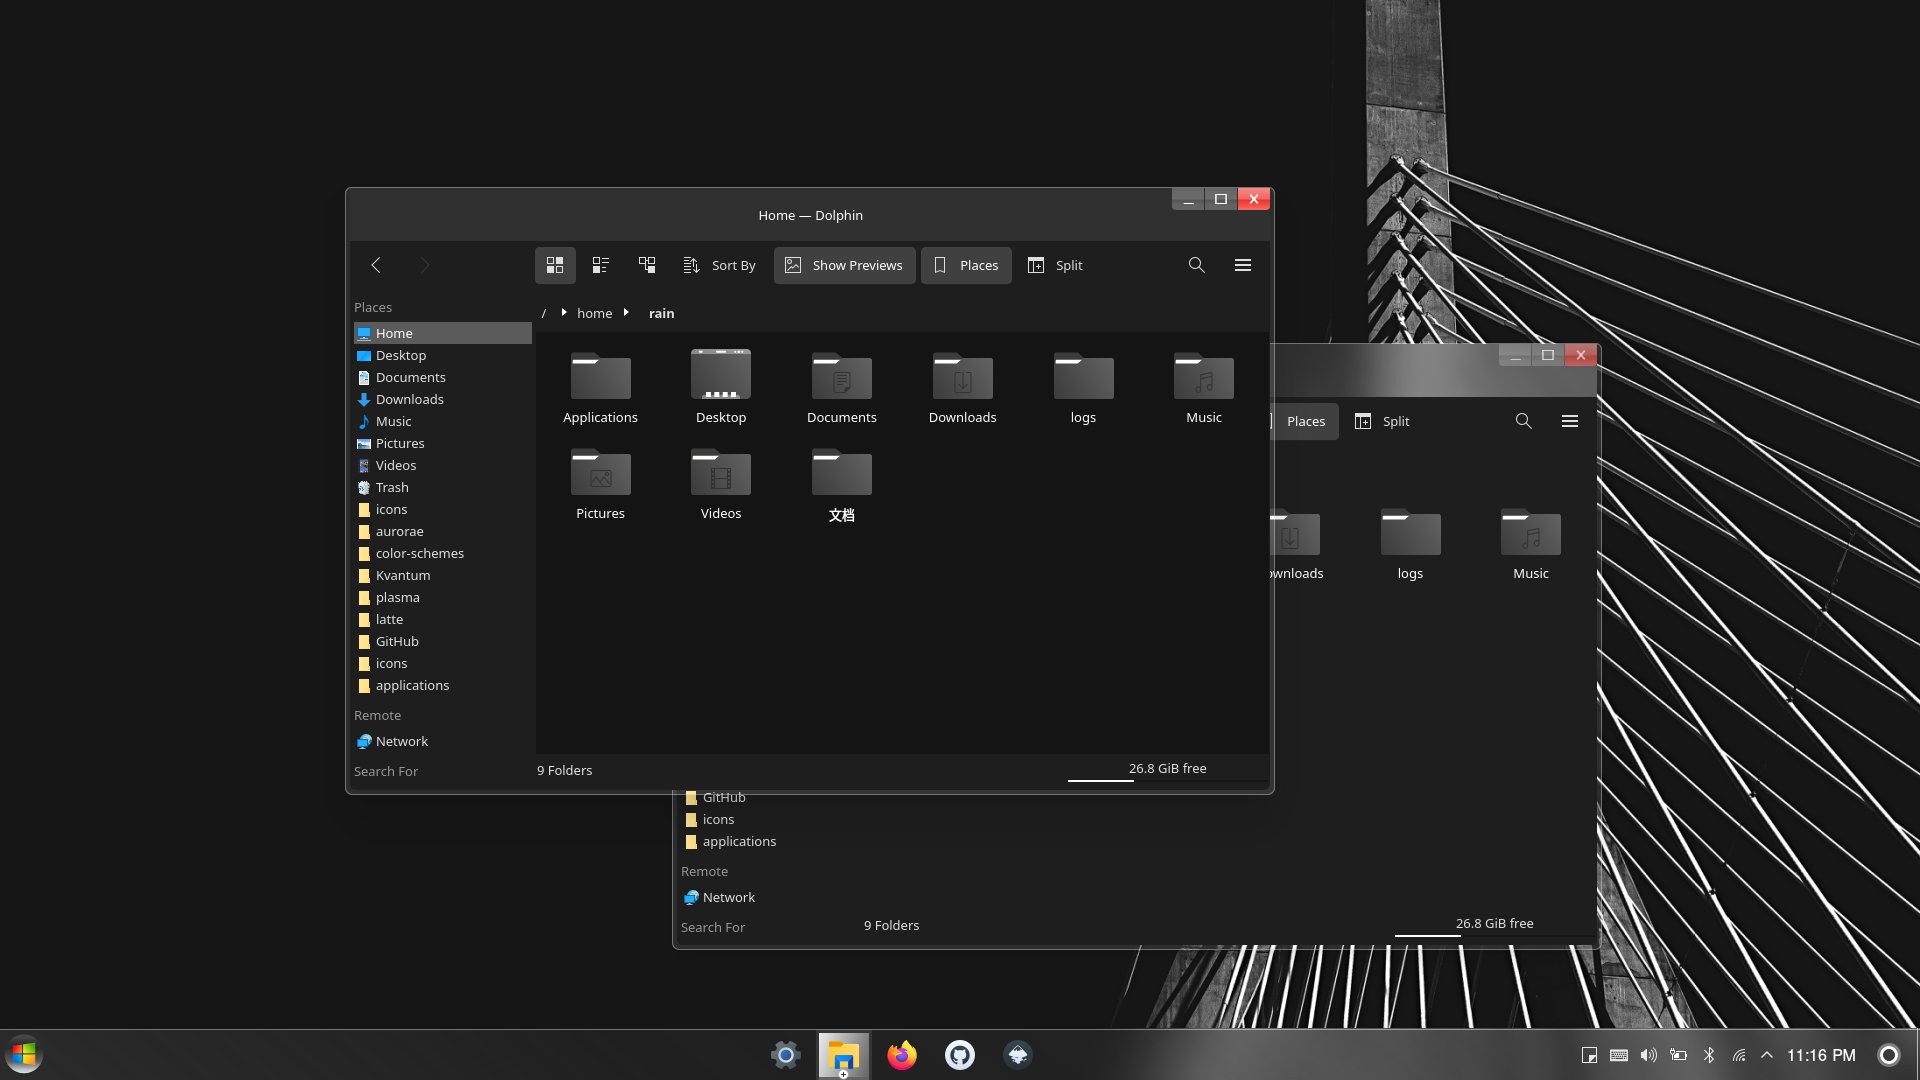 Home — Dolphin
Sort By
Show Previews
Places
Split
Places
/ home rain
Home
Desktop
Documents
Downloads
Music
Pictures
Videos
Trash
icons
aurorae
color-schemes
Kvantum
plasma
latte
GitHub
icons
applications
Remote
Network
Search For
Applications
Desktop
Documents
Downloads
logs
Music
Pictures
Videos
文档
9 Folders
26.8 GiB free
Places
Split
ownloads
logs
Music
GitHub
icons
applications
Remote
Network
Search For
9 Folders
26.8 GiB free
11:16 PM